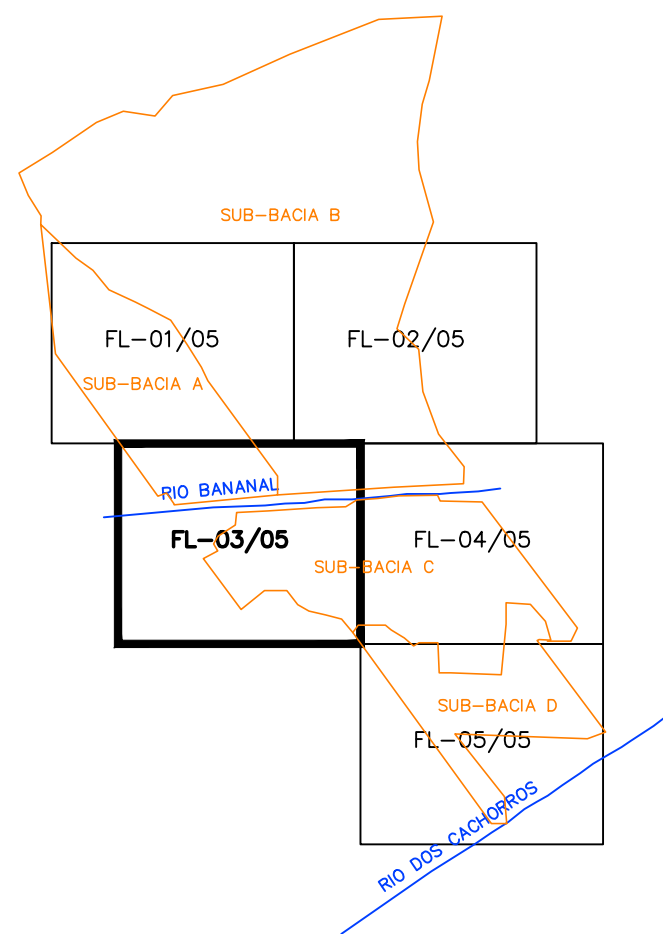 SUB-BACIA B
FL-01/05
FL-02/05
SUB-BACIA A
RIO BANANAL
FL-03/05
FL-04/05
SUB-BACIA C
SUB-BACIA D
FL-05/05
RIO DOS CACHORROS